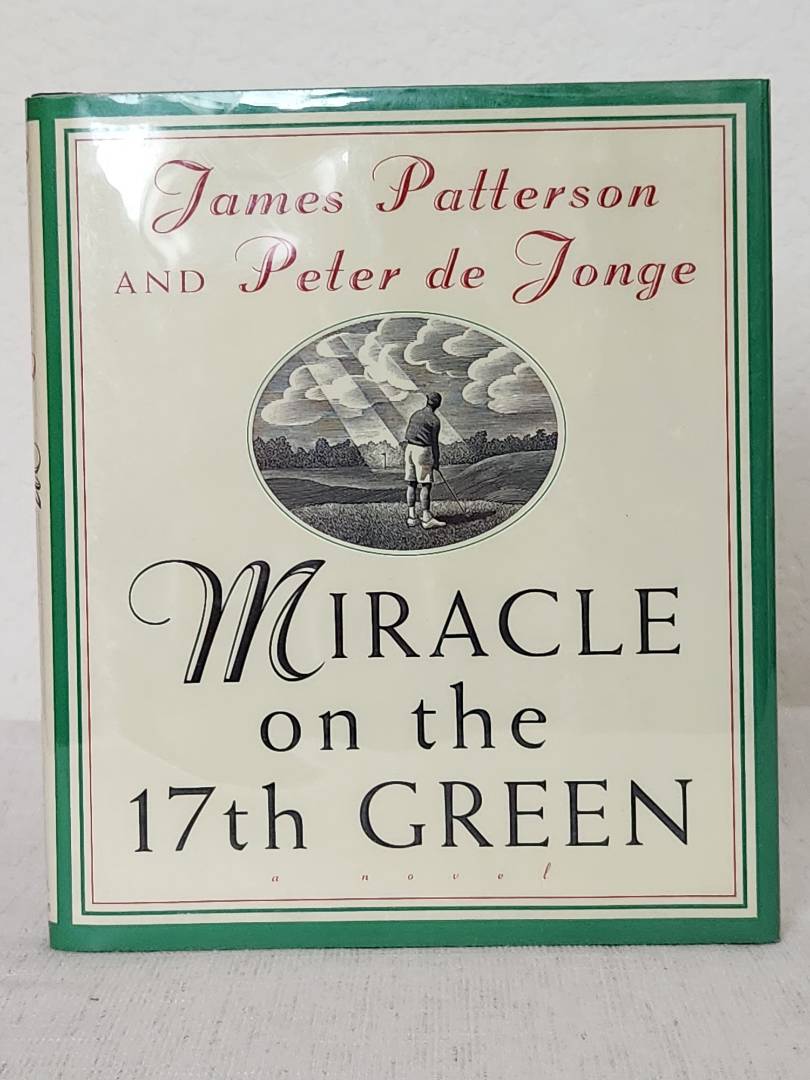 James Patterson
AND Peter de Jonge
MIRACLE
on the
17th GREEN
a novel